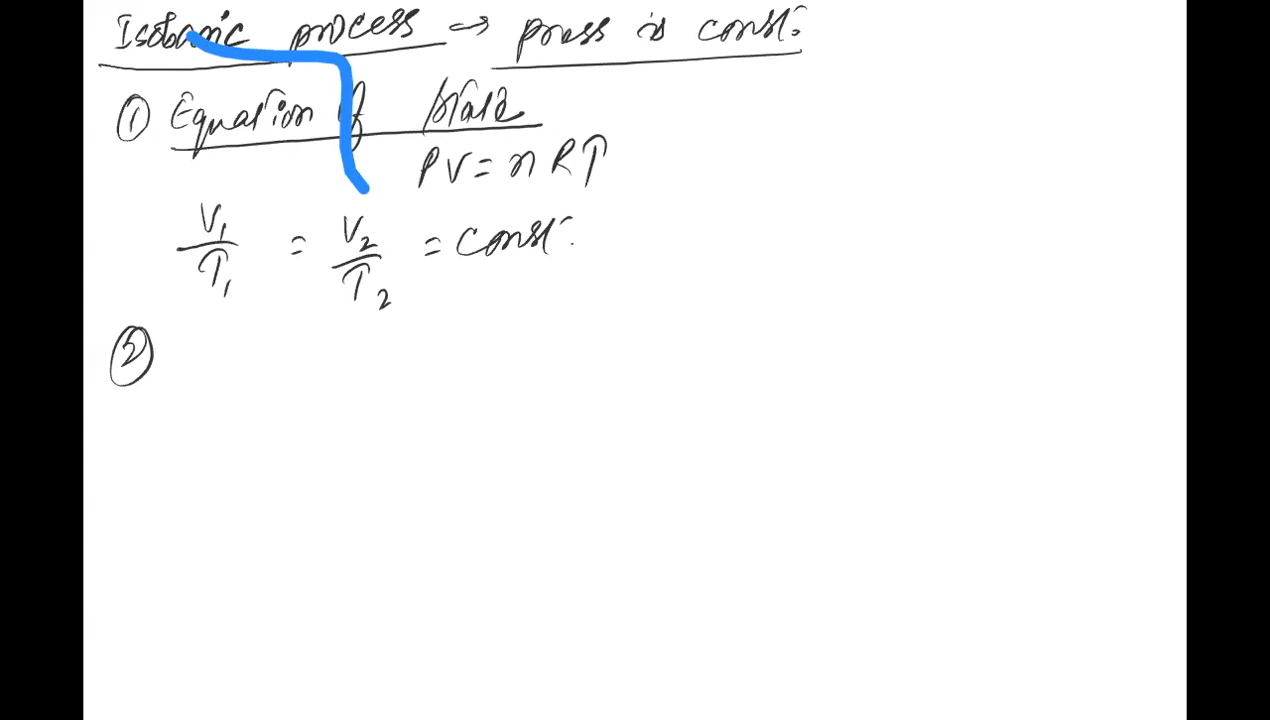 Isobaric process → press is const.
① Equation of state
PV = nRT
V₁/T₁ = V₂/T₂ = const.
②